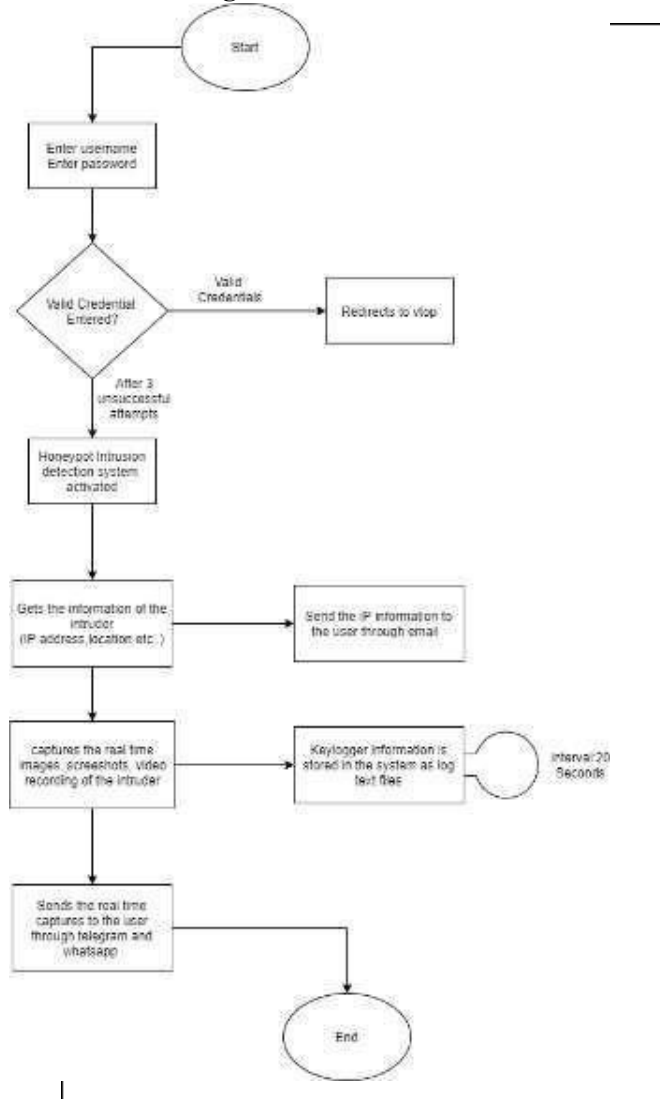 Start
Enter username
Enter password
Valid Credential
Entered?
Valid
Credentials
Redirects to vtop
After 3
unsuccessful
attempts
Honeypot Intrusion
detection system
activated
Gets the information of the
intruder
(IP address,location etc..)
Send the IP information to
the user through email
captures the real time
images, screeshots, video
recording of the intruder
Keylogger information is
stored in the system as log
text files
Interval:20
Seconds
Sends the real time
captures to the user
through telegram and
whatsapp
End